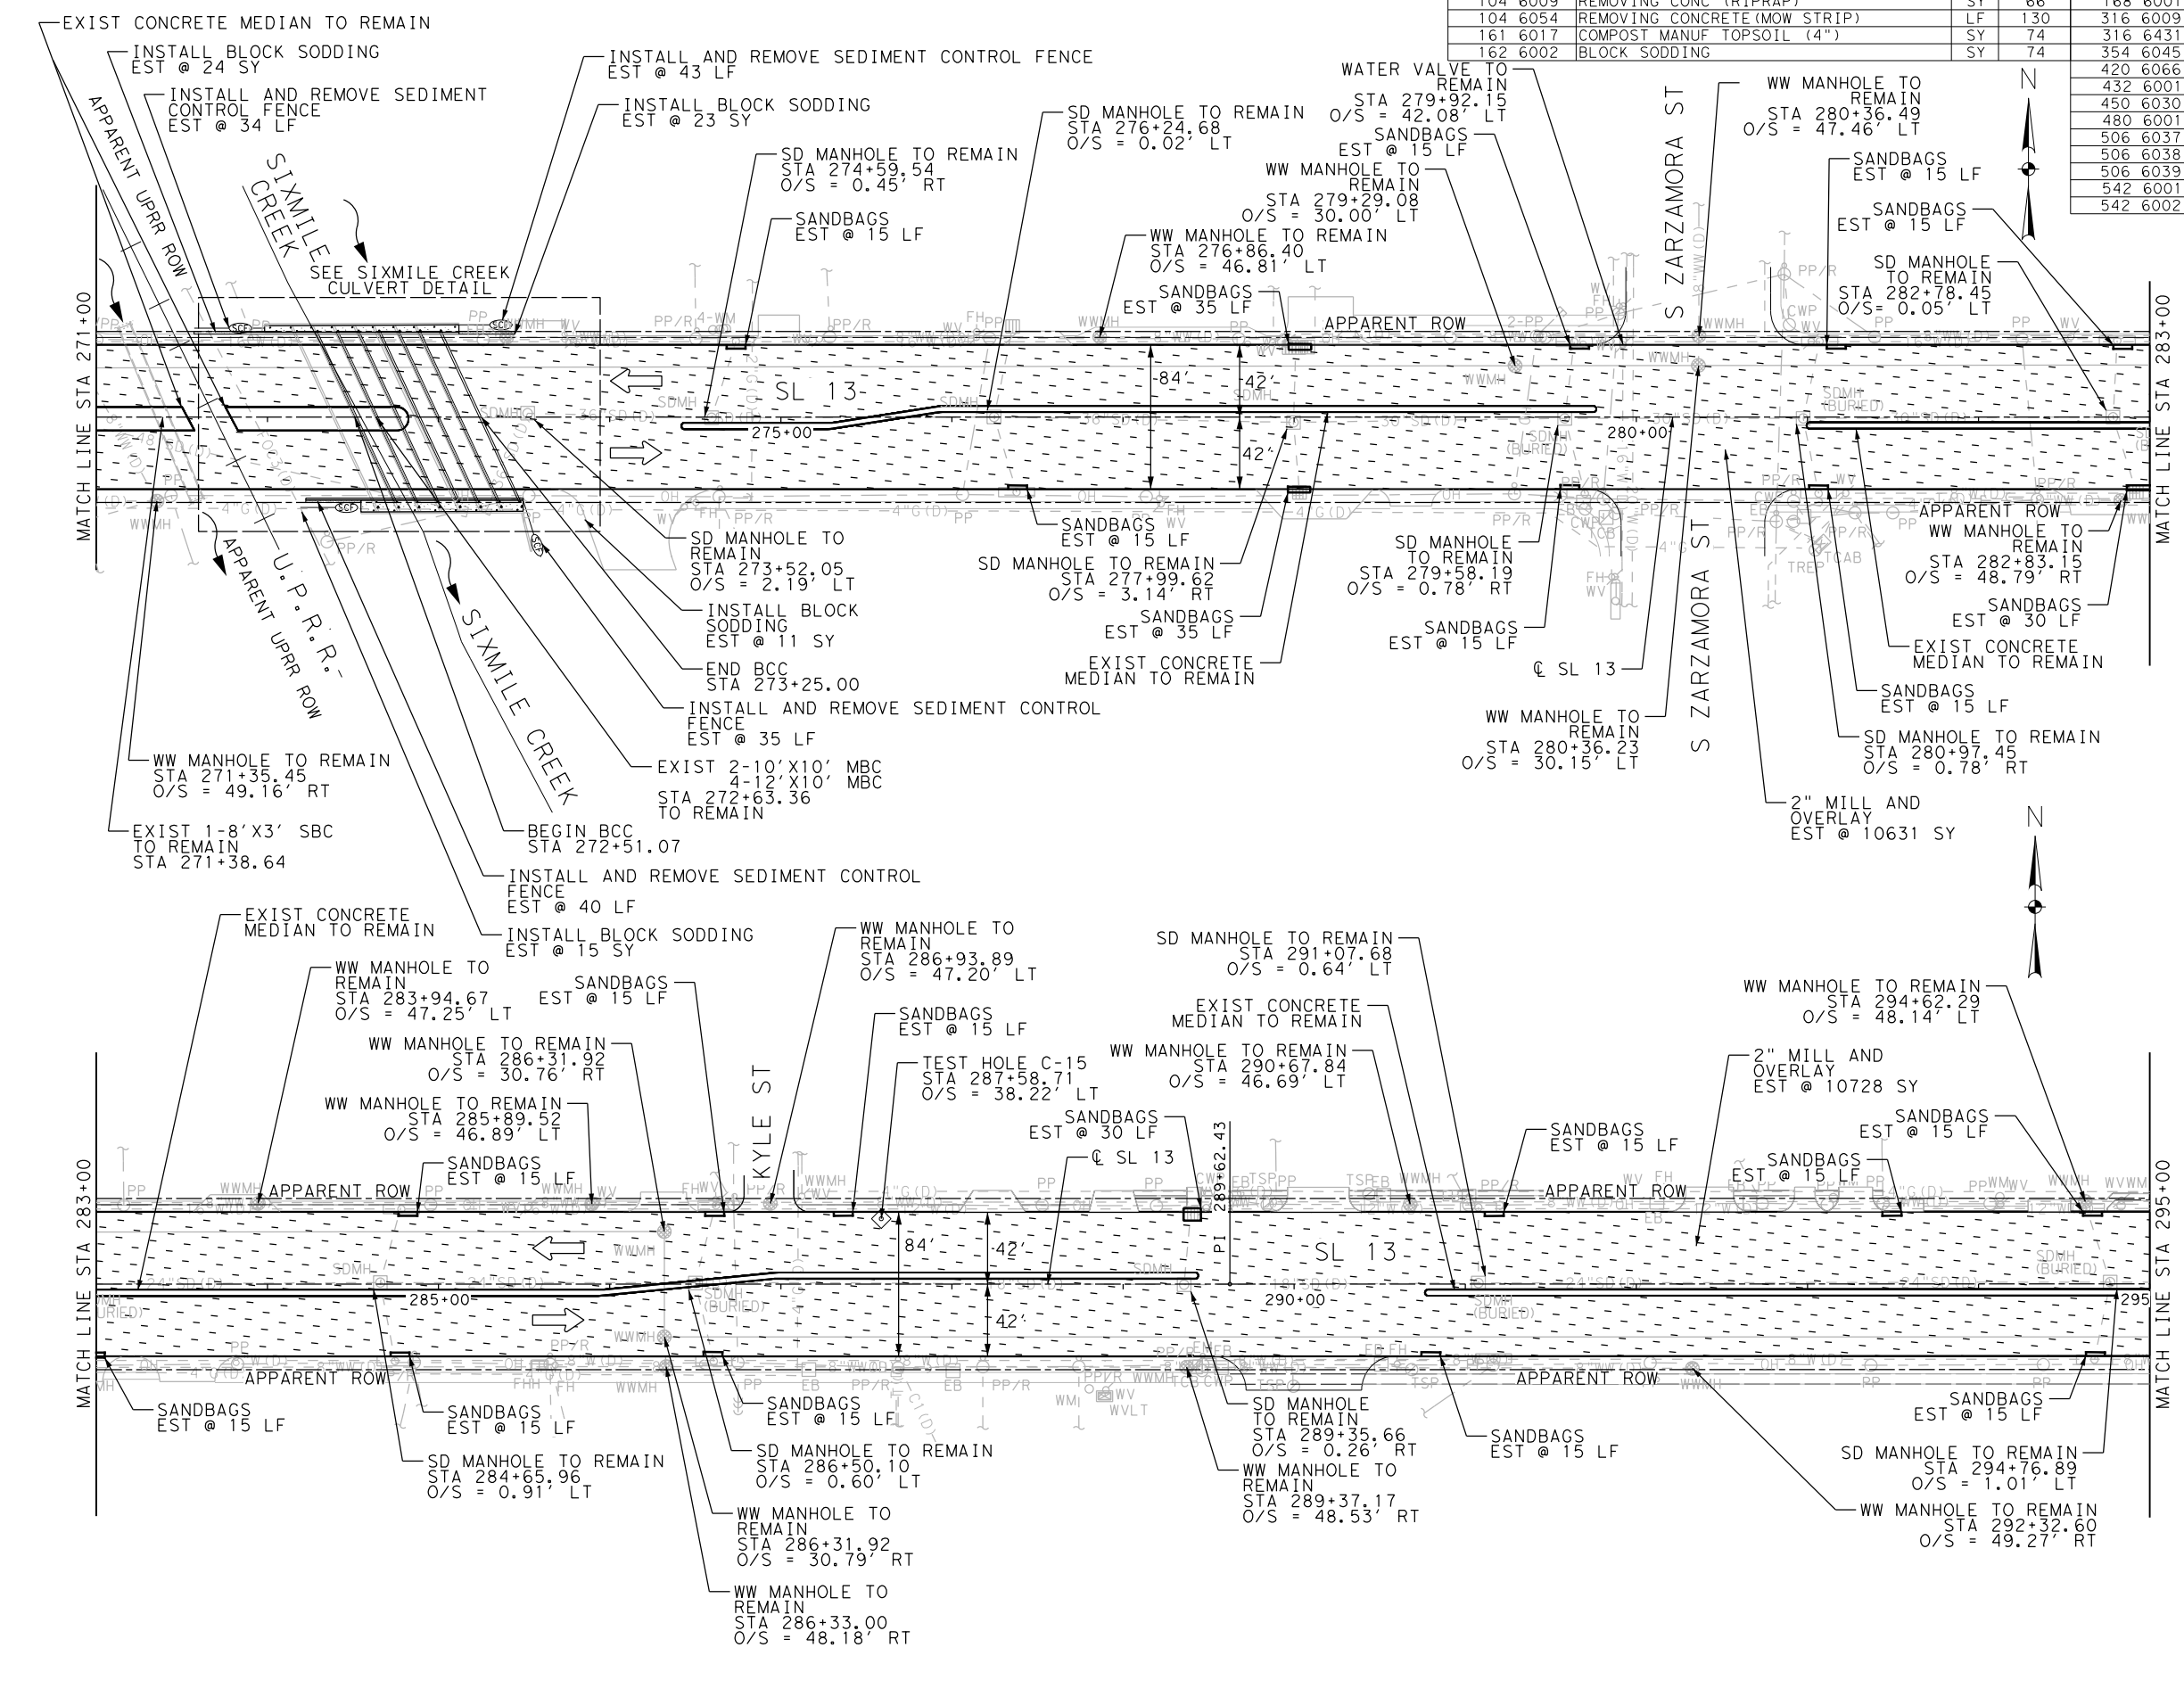 104 6009 REMOVING CONC (RIPRAP) SY 66
104 6054 REMOVING CONCRETE(MOW STRIP) LF 130
161 6017 COMPOST MANUF TOPSOIL (4") SY 74
162 6002 BLOCK SODDING SY 74
168 6001
316 6009
316 6431
354 6045
420 6066
432 6001
450 6030
480 6001
506 6037
506 6038
506 6039
542 6001
542 6002
N
EXIST CONCRETE MEDIAN TO REMAIN
INSTALL BLOCK SODDING
EST @ 24 SY
INSTALL AND REMOVE SEDIMENT
CONTROL FENCE
EST @ 34 LF
APPARENT UPRR ROW
SIXMILE
CREEK
INSTALL AND REMOVE SEDIMENT CONTROL FENCE
EST @ 43 LF
INSTALL BLOCK SODDING
EST @ 23 SY
SD MANHOLE TO REMAIN
STA 274+59.54
O/S = 0.45' RT
SANDBAGS
EST @ 15 LF
SD MANHOLE TO REMAIN
STA 276+24.68
O/S = 0.02' LT
WW MANHOLE TO REMAIN
STA 276+86.40
O/S = 46.81' LT
SANDBAGS
EST @ 35 LF
WATER VALVE TO
REMAIN
STA 279+92.15
O/S = 42.08' LT
SANDBAGS
EST @ 15 LF
WW MANHOLE TO
REMAIN
STA 279+29.08
O/S = 30.00' LT
S ZARZAMORA ST
WW MANHOLE TO
REMAIN
STA 280+36.49
O/S = 47.46' LT
SANDBAGS
EST @ 15 LF
SANDBAGS
EST @ 15 LF
SD MANHOLE
TO REMAIN
STA 282+78.45
O/S= 0.05' LT
SEE SIXMILE CREEK
CULVERT DETAIL
APPARENT ROW
MATCH LINE STA 271+00
SL 13
84'
42'
42'
275+00
280+00
MATCH LINE STA 283+00
SCF
SCF
SCF
SCF
APPARENT ROW
U.P.R.R.
APPARENT UPRR ROW
SIXMILE CREEK
SD MANHOLE TO
REMAIN
STA 273+52.05
O/S = 2.19' LT
INSTALL BLOCK
SODDING
EST @ 11 SY
END BCC
STA 273+25.00
INSTALL AND REMOVE SEDIMENT CONTROL
FENCE
EST @ 35 LF
EXIST 2-10'X10' MBC
4-12'X10' MBC
STA 272+63.36
TO REMAIN
BEGIN BCC
STA 272+51.07
INSTALL AND REMOVE SEDIMENT CONTROL
FENCE
EST @ 40 LF
INSTALL BLOCK SODDING
EST @ 15 SY
WW MANHOLE TO REMAIN
STA 271+35.45
O/S = 49.16' RT
EXIST 1-8'X3' SBC
TO REMAIN
STA 271+38.64
SANDBAGS
EST @ 15 LF
SD MANHOLE TO REMAIN
STA 277+99.62
O/S = 3.14' RT
SANDBAGS
EST @ 35 LF
EXIST CONCRETE
MEDIAN TO REMAIN
SD MANHOLE
TO REMAIN
STA 279+58.19
O/S = 0.78' RT
SANDBAGS
EST @ 15 LF
℄ SL 13
WW MANHOLE TO
REMAIN
STA 280+36.23
O/S = 30.15' LT
S ZARZAMORA ST
WW MANHOLE TO
REMAIN
STA 282+83.15
O/S = 48.79' RT
SANDBAGS
EST @ 30 LF
EXIST CONCRETE
MEDIAN TO REMAIN
SANDBAGS
EST @ 15 LF
SD MANHOLE TO REMAIN
STA 280+97.45
O/S = 0.78' RT
2" MILL AND
OVERLAY
EST @ 10631 SY
N
EXIST CONCRETE
MEDIAN TO REMAIN
WW MANHOLE TO
REMAIN
STA 283+94.67
O/S = 47.25' LT
SANDBAGS
EST @ 15 LF
WW MANHOLE TO REMAIN
STA 286+31.92
O/S = 30.76' RT
WW MANHOLE TO REMAIN
STA 285+89.52
O/S = 46.89' LT
SANDBAGS
EST @ 15 LF
KYLE ST
WW MANHOLE TO
REMAIN
STA 286+93.89
O/S = 47.20' LT
SANDBAGS
EST @ 15 LF
TEST HOLE C-15
STA 287+58.71
O/S = 38.22' LT
SD MANHOLE TO REMAIN
STA 291+07.68
O/S = 0.64' LT
EXIST CONCRETE
MEDIAN TO REMAIN
WW MANHOLE TO REMAIN
STA 290+67.84
O/S = 46.69' LT
SANDBAGS
EST @ 30 LF
℄ SL 13
PI 289+62.43
SANDBAGS
EST @ 15 LF
WW MANHOLE TO REMAIN
STA 294+62.29
O/S = 48.14' LT
2" MILL AND
OVERLAY
EST @ 10728 SY
SANDBAGS
EST @ 15 LF
SANDBAGS
EST @ 15 LF
APPARENT ROW
APPARENT ROW
MATCH LINE STA 283+00
84'
42'
42'
SL 13
285+00
290+00
295
MATCH LINE STA 295+00
APPARENT ROW
APPARENT ROW
SANDBAGS
EST @ 15 LF
SANDBAGS
EST @ 15 LF
SD MANHOLE TO REMAIN
STA 284+65.96
O/S = 0.91' LT
SANDBAGS
EST @ 15 LF
SD MANHOLE TO REMAIN
STA 286+50.10
O/S = 0.60' LT
WW MANHOLE TO
REMAIN
STA 286+31.92
O/S = 30.79' RT
WW MANHOLE TO
REMAIN
STA 286+33.00
O/S = 48.18' RT
SD MANHOLE
TO REMAIN
STA 289+35.66
O/S = 0.26' RT
WW MANHOLE TO
REMAIN
STA 289+37.17
O/S = 48.53' RT
SANDBAGS
EST @ 15 LF
SANDBAGS
EST @ 15 LF
SD MANHOLE TO REMAIN
STA 294+76.89
O/S = 1.01' LT
WW MANHOLE TO REMAIN
STA 292+32.60
O/S = 49.27' RT